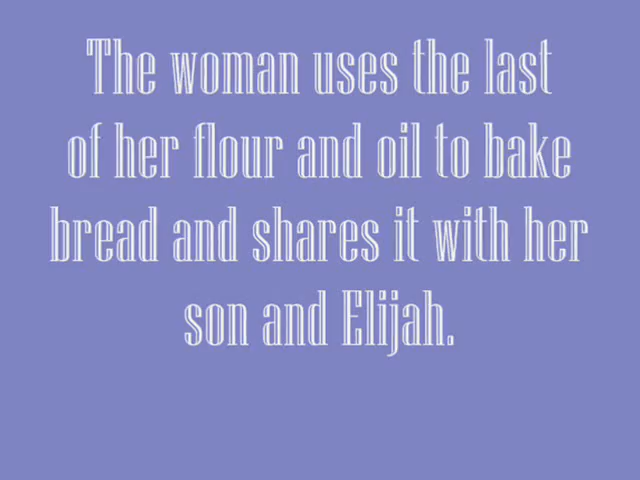 The woman uses the last
of her flour and oil to bake
bread and shares it with her
son and Elijah.